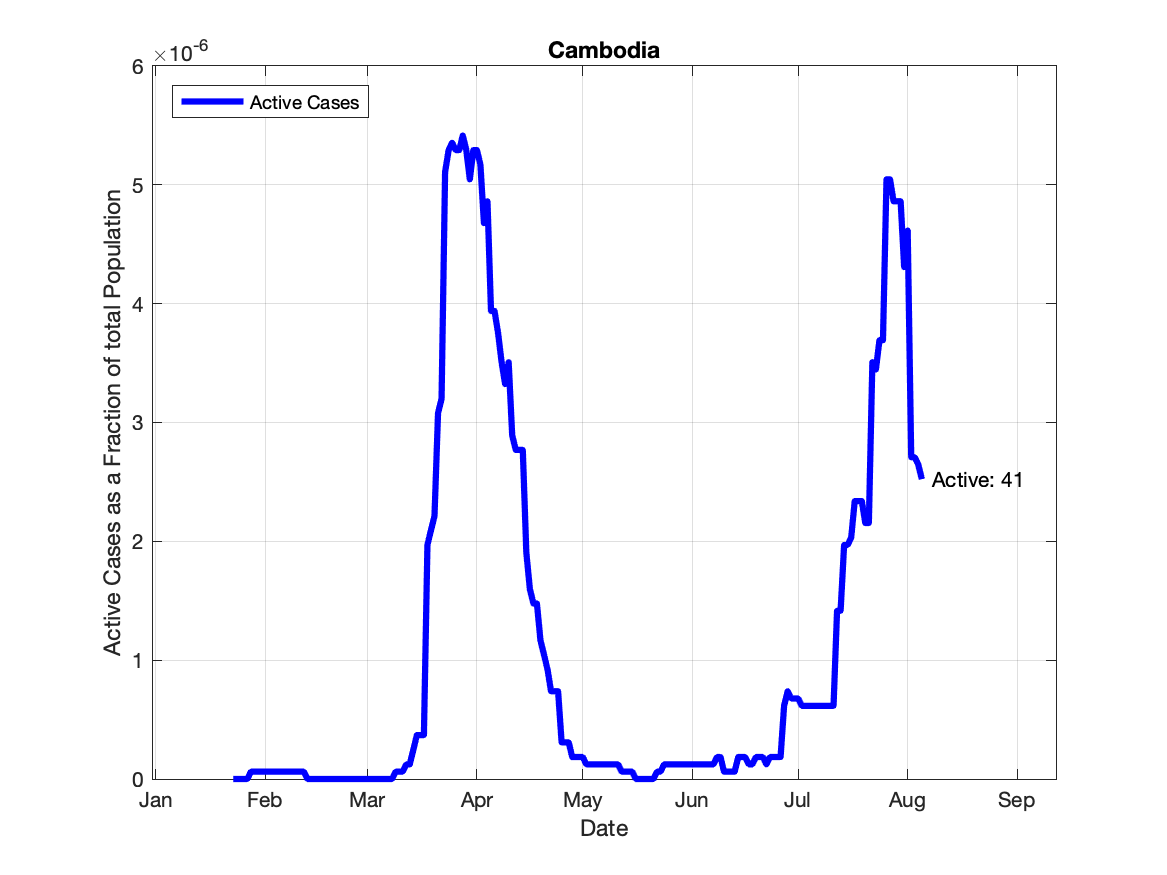 Cambodia
×10-6
Active Cases
6
5
4
3
2
1
0
Active Cases as a Fraction of total Population
Active: 41
Jan Feb Mar Apr May Jun Jul Aug Sep
Date